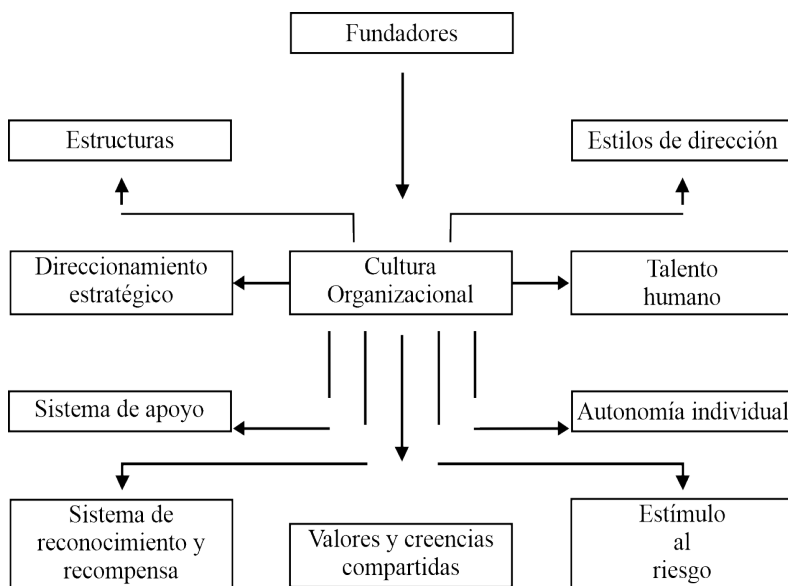 Fundadores
Estructuras
Estilos de dirección
Direccionamiento
estratégico
Cultura
Organizacional
Talento
humano
Sistema de apoyo
Autonomía individual
Sistema de
reconocimiento y
recompensa
Valores y creencias
compartidas
Estímulo
al
riesgo